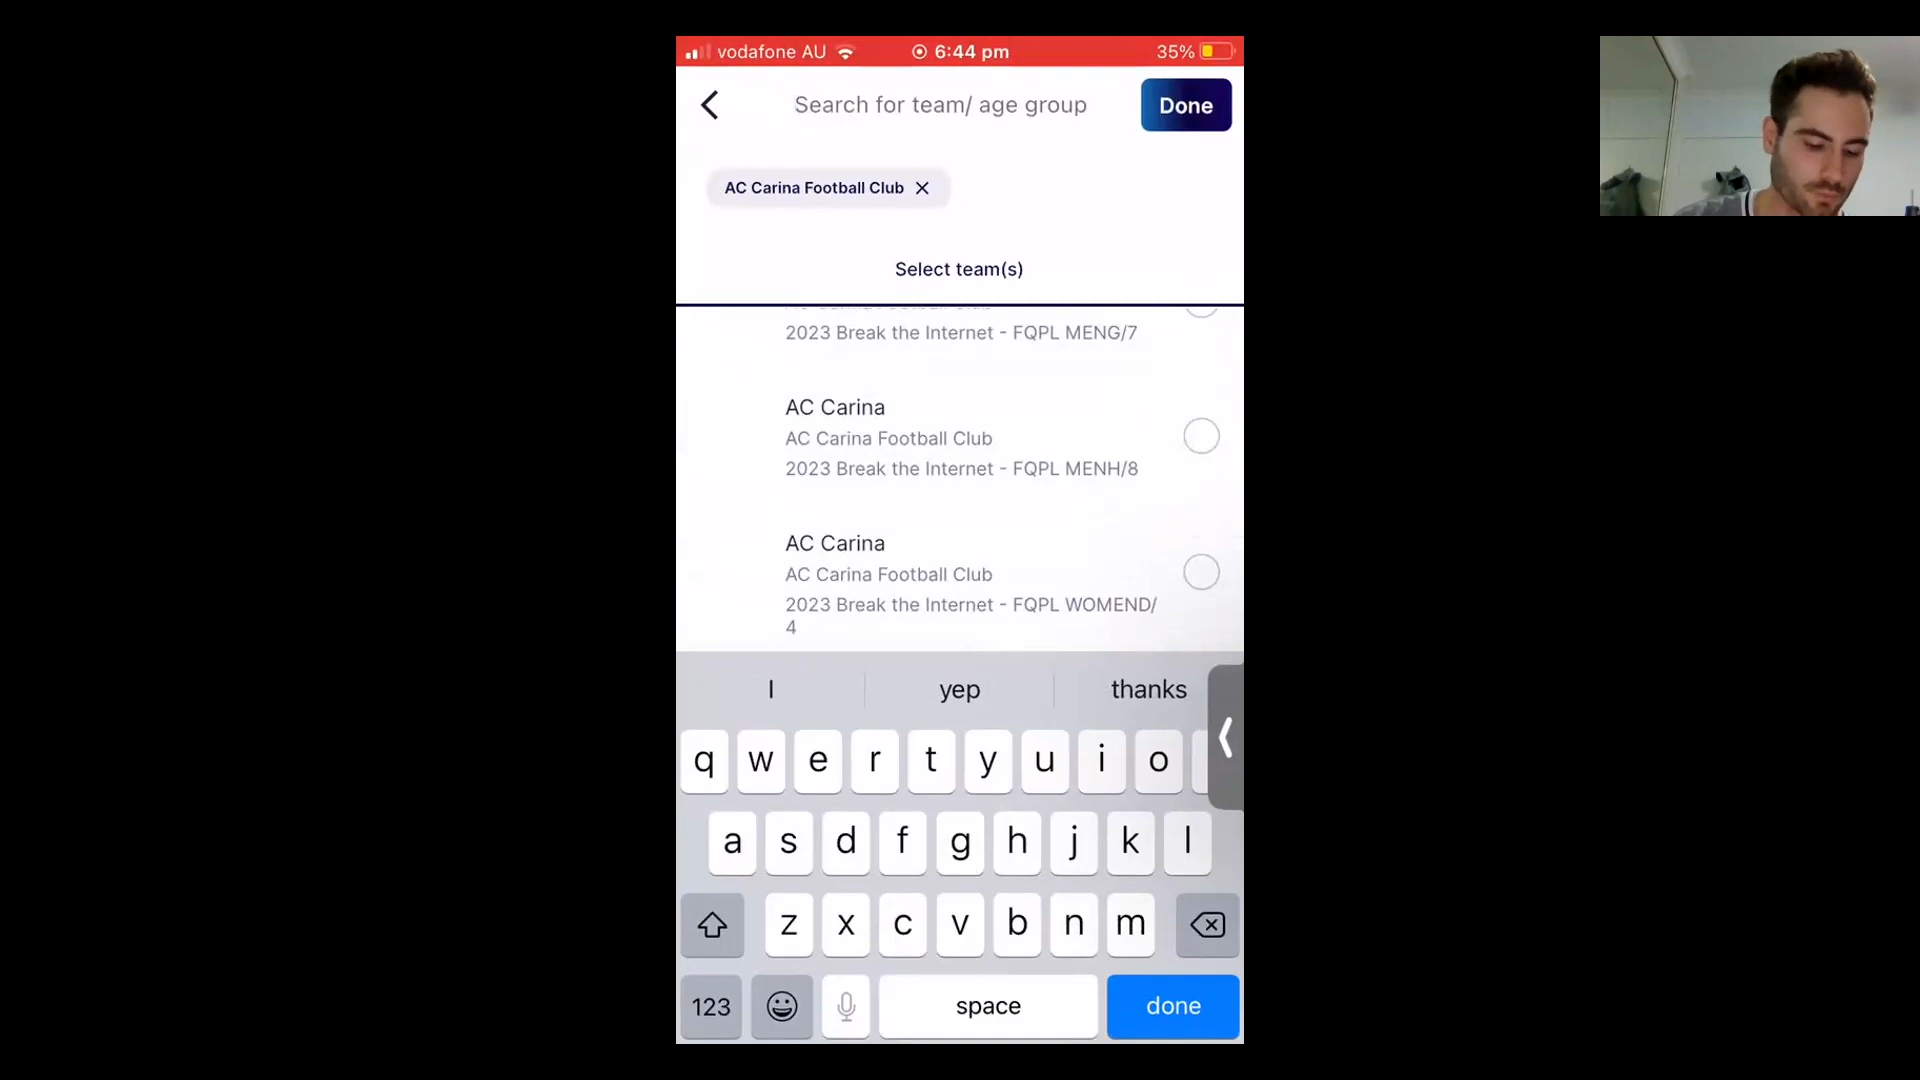 vodafone AU 6:44 pm 35%
Search for team/ age group Done
AC Carina Football Club
Select team(s)
2023 Break the Internet - FQPL MENG/7
AC Carina
AC Carina Football Club
2023 Break the Internet - FQPL MENH/8
AC Carina
AC Carina Football Club
2023 Break the Internet - FQPL WOMEND/
4
I yep thanks
q w e r t y u i o
a s d f g h j k l
z x c v b n m
123 space done